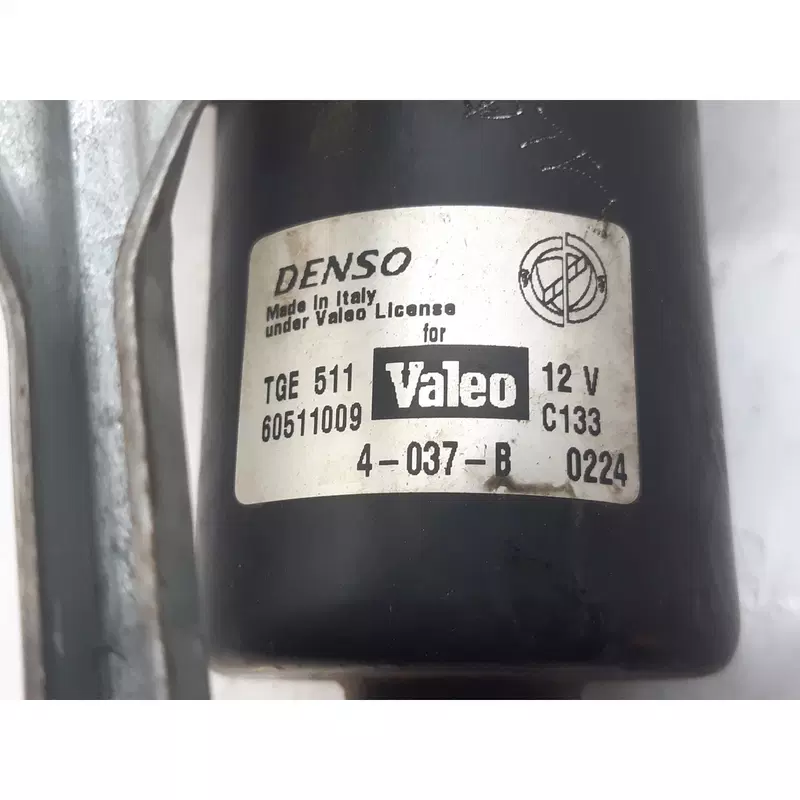 DENSO
Made in Italy
under Valeo License
for
TGE 511 Valeo 12 V
60511009 C133
4-037-B 0224